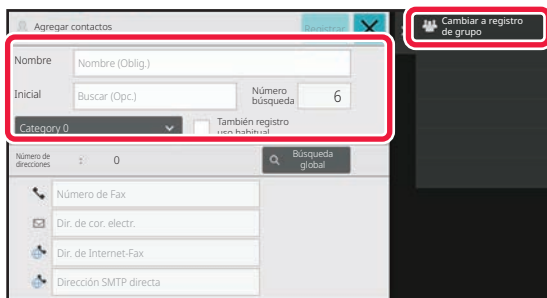 Agregar contactos
Registrar
Cambiar a registro
de grupo
Nombre
Nombre (Oblig.)
Inicial
Buscar (Opc.)
Número
búsqueda
6
Category 0
También registro
uso habitual
Número de
direcciones
:
0
Búsqueda
global
Número de Fax
Dir. de cor. electr.
Dir. de Internet-Fax
Dirección SMTP directa